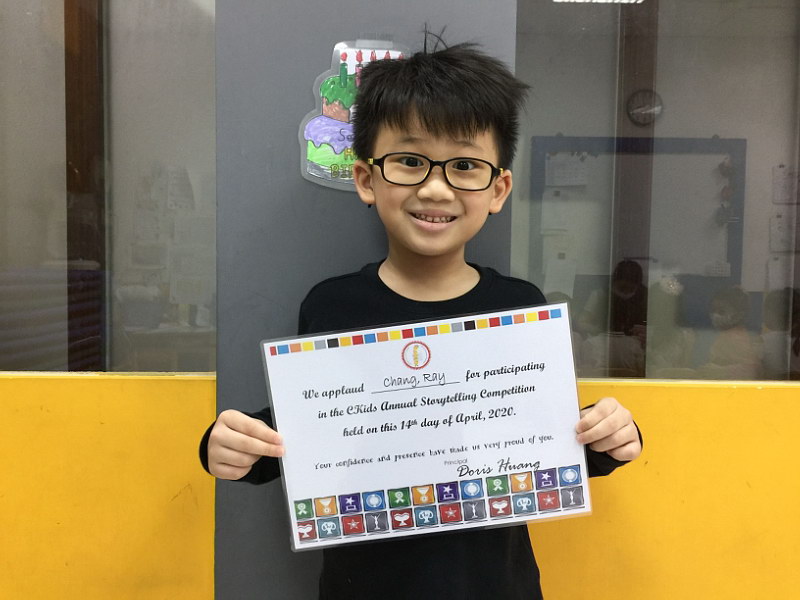 We applaud Chang, Ray for participating
in the CKids Annual Storytelling Competition
held on this 14th day of April, 2020.
Your confidence and presence have made us very proud of you.
Principal
Doris Huang